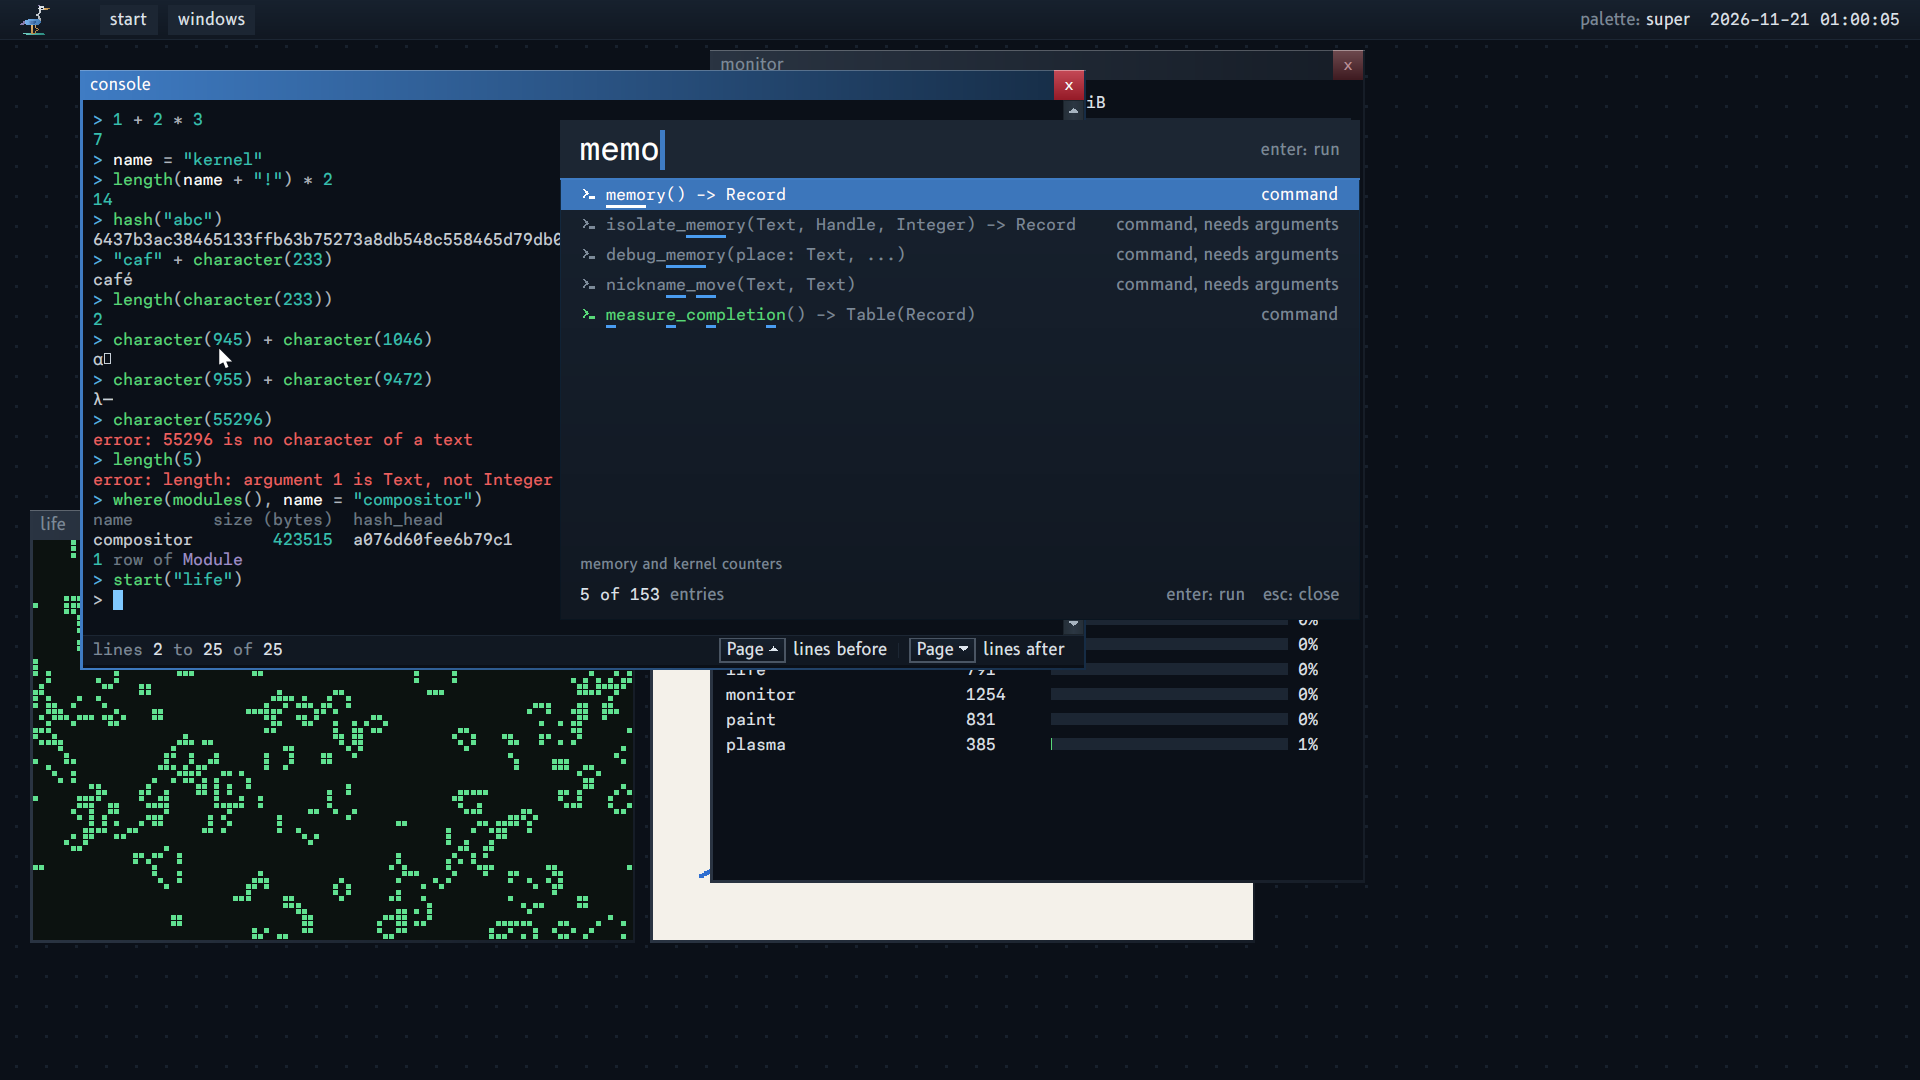 start windows palette: super 2026-11-21 01:00:05
monitor x
console x
iB
> 1 + 2 * 3
7
> name = "kernel"
> length(name + "!") * 2
14
> hash("abc")
6437b3ac38465133ffb63b75273a8db548c558465d79db0
> "caf" + character(233)
café
> length(character(233))
2
> character(945) + character(1046)
α▯
> character(955) + character(9472)
λ─
> character(55296)
error: 55296 is no character of a text
> length(5)
error: length: argument 1 is Text, not Integer
> where(modules(), name = "compositor")
name size (bytes) hash_head
compositor 423515 a076d60fee6b79c1
1 row of Module
> start("life")
>
lines 2 to 25 of 25 Page lines before Page lines after
memo enter: run
memory() -> Record command
isolate_memory(Text, Handle, Integer) -> Record command, needs arguments
debug_memory(place: Text, ...) command, needs arguments
nickname_move(Text, Text) command, needs arguments
measure_completion() -> Table(Record) command
memory and kernel counters
5 of 153 entries enter: run esc: close
life
0%
0%
life 791 0%
monitor 1254 0%
paint 831 0%
plasma 385 1%